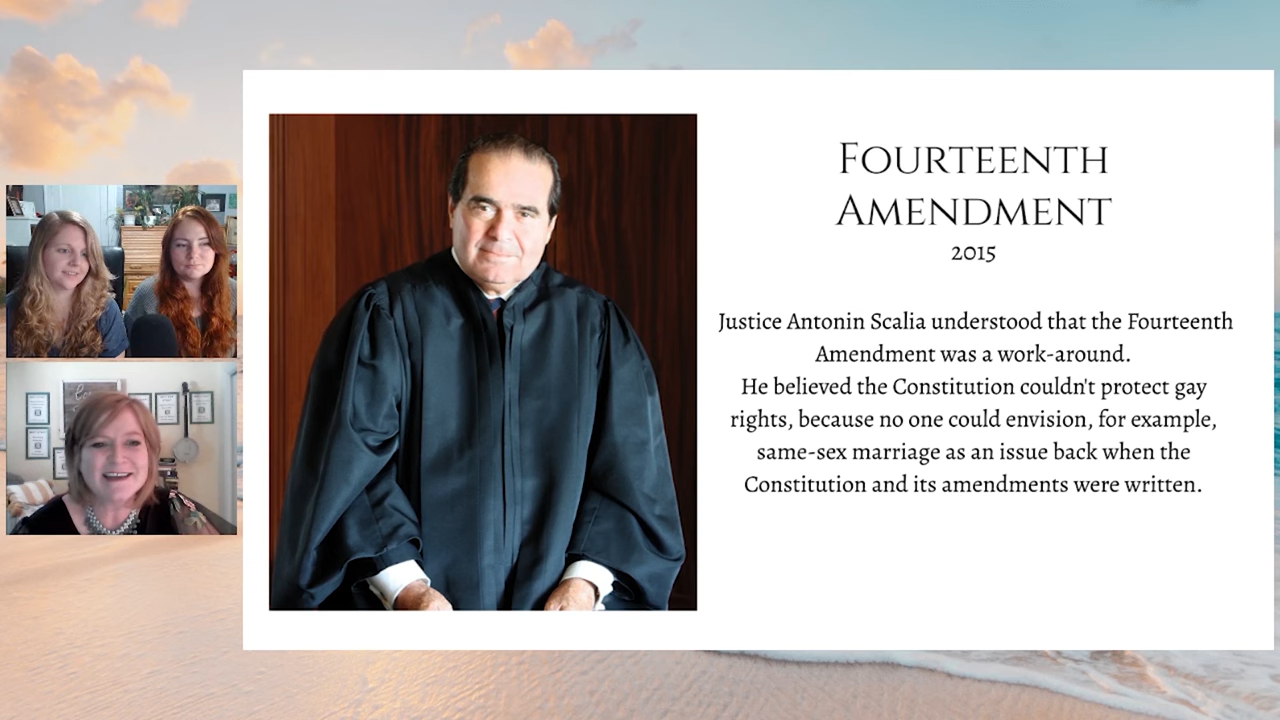 Fourteenth
Amendment
2015
Justice Antonin Scalia understood that the Fourteenth
Amendment was a work-around.
He believed the Constitution couldn't protect gay
rights, because no one could envision, for example,
same-sex marriage as an issue back when the
Constitution and its amendments were written.